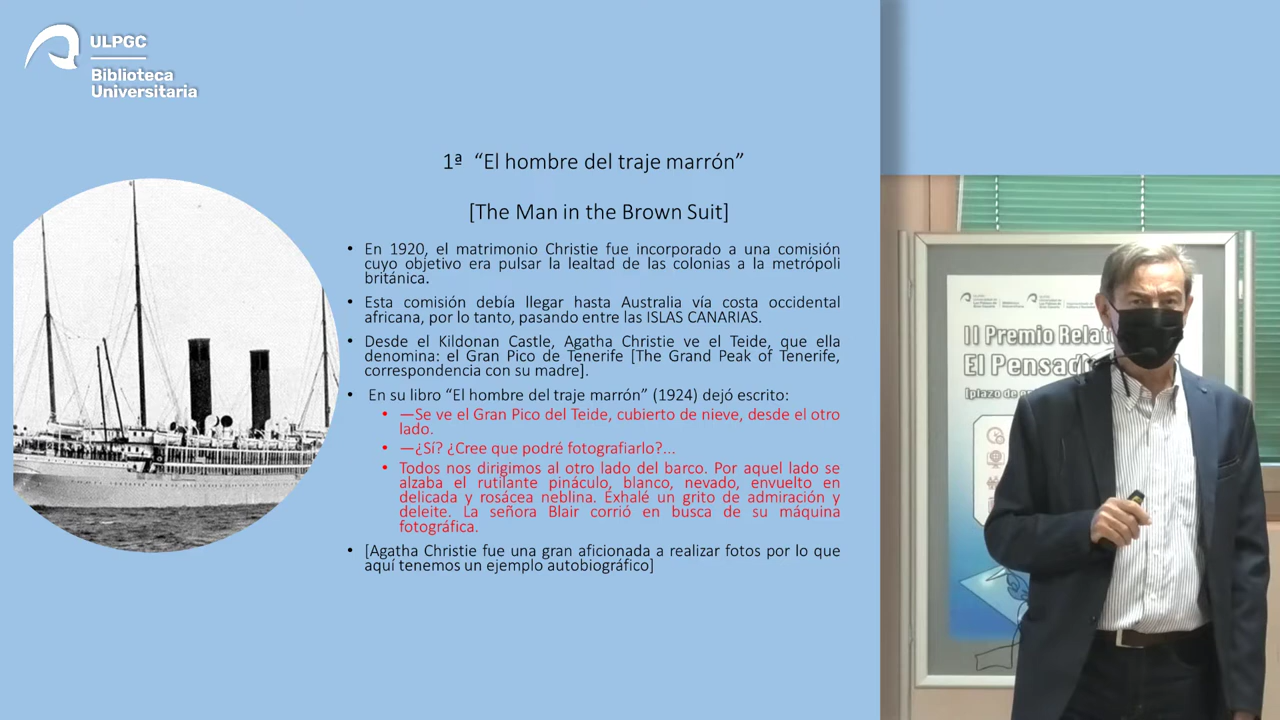 ULPGC
Biblioteca
Universitaria
1ª “El hombre del traje marrón”
[The Man in the Brown Suit]
• En 1920, el matrimonio Christie fue incorporado a una comisión
cuyo objetivo era pulsar la lealtad de las colonias a la metrópoli
británica.
• Esta comisión debía llegar hasta Australia vía costa occidental
africana, por lo tanto, pasando entre las ISLAS CANARIAS.
• Desde el Kildonan Castle, Agatha Christie ve el Teide, que ella
denomina: el Gran Pico de Tenerife [The Grand Peak of Tenerife,
correspondencia con su madre].
• En su libro “El hombre del traje marrón” (1924) dejó escrito:
• —Se ve el Gran Pico del Teide, cubierto de nieve, desde el otro
lado.
• —¿Sí? ¿Cree que podré fotografiarlo?...
• Todos nos dirigimos al otro lado del barco. Por aquel lado se
alzaba el rutilante pináculo, blanco, nevado, envuelto en
delicada y rosácea neblina. Exhalé un grito de admiración y
deleite. La señora Blair corrió en busca de su máquina
fotográfica.
• [Agatha Christie fue una gran aficionada a realizar fotos por lo que
aquí tenemos un ejemplo autobiográfico]
II Premio Relat
El Pensad
[plazo de